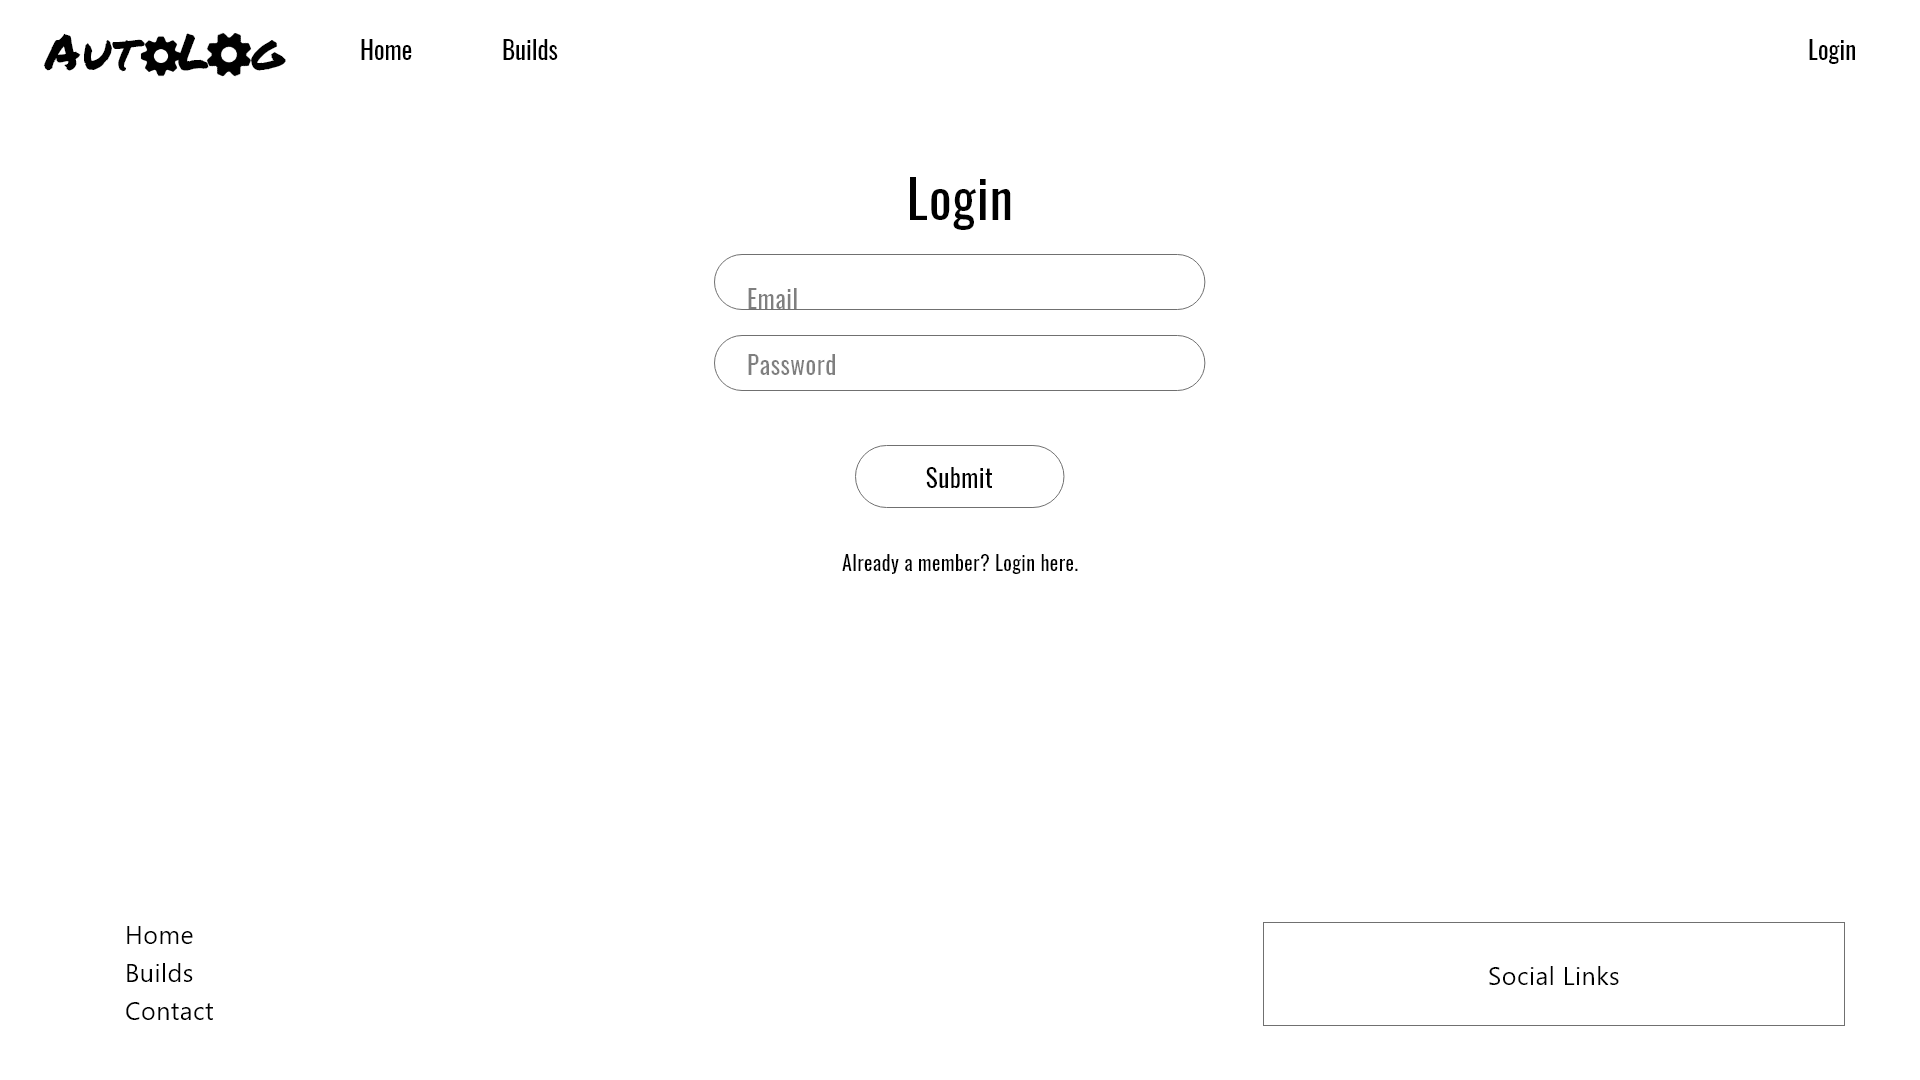 AutoLog
Home
Builds
Login
Login
Email
Password
Submit
Already a member? Login here.
Home
Builds
Contact
Social Links